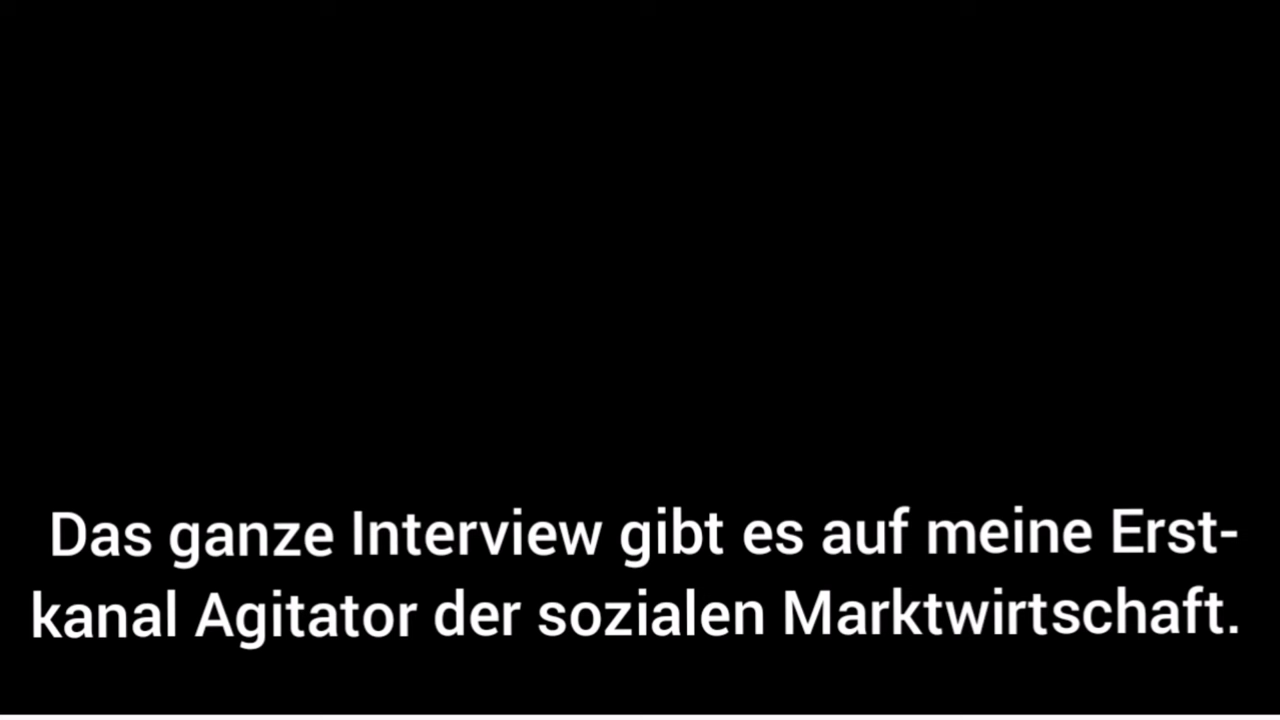 Das ganze Interview gibt es auf meine Erst-
kanal Agitator der sozialen Marktwirtschaft.